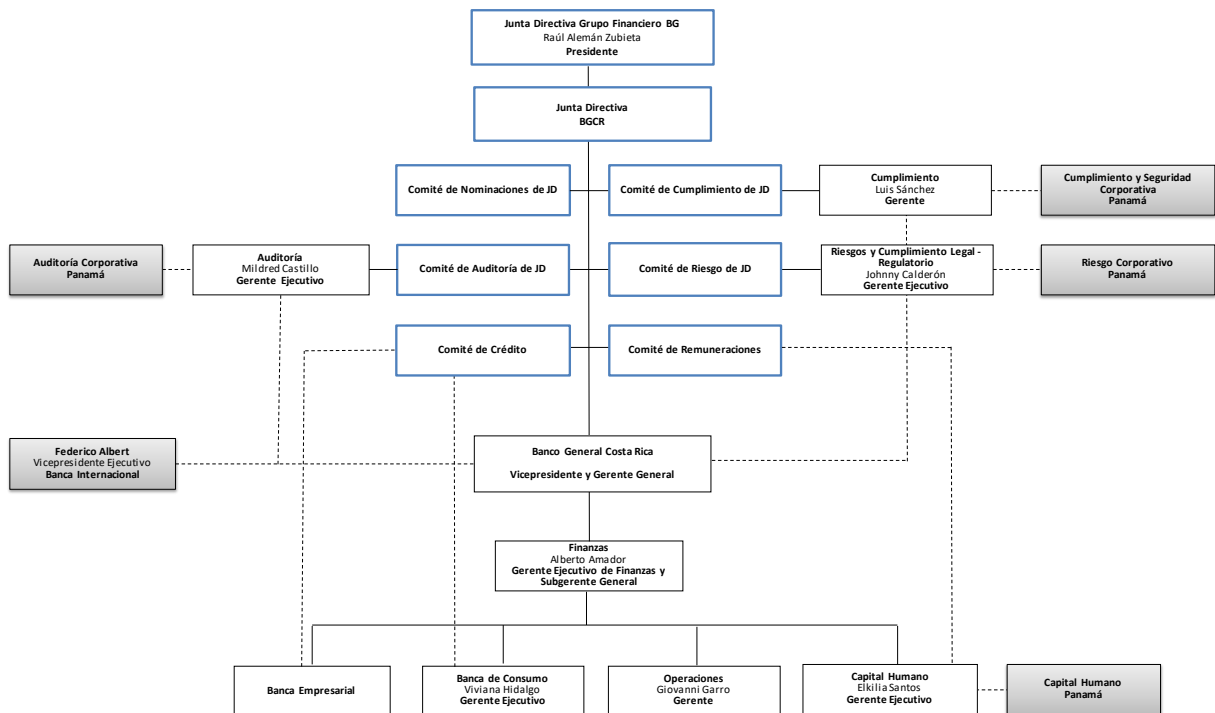 Junta Directiva Grupo Financiero BG
Raúl Alemán Zubieta
Presidente
Junta Directiva
BGCR
Comité de Nominaciones de JD
Comité de Cumplimiento de JD
Cumplimiento
Luis Sánchez
Gerente
Cumplimiento y Seguridad
Corporativa
Panamá
Auditoría Corporativa
Panamá
Auditoría
Mildred Castillo
Gerente Ejecutivo
Comité de Auditoría de JD
Comité de Riesgo de JD
Riesgos y Cumplimiento Legal -
Regulatorio
Johnny Calderón
Gerente Ejecutivo
Riesgo Corporativo
Panamá
Comité de Crédito
Comité de Remuneraciones
Federico Albert
Vicepresidente Ejecutivo
Banca Internacional
Banco General Costa Rica
Vicepresidente y Gerente General
Finanzas
Alberto Amador
Gerente Ejecutivo de Finanzas y
Subgerente General
Banca Empresarial
Banca de Consumo
Viviana Hidalgo
Gerente Ejecutivo
Operaciones
Giovanni Garro
Gerente
Capital Humano
Elkilia Santos
Gerente Ejecutivo
Capital Humano
Panamá